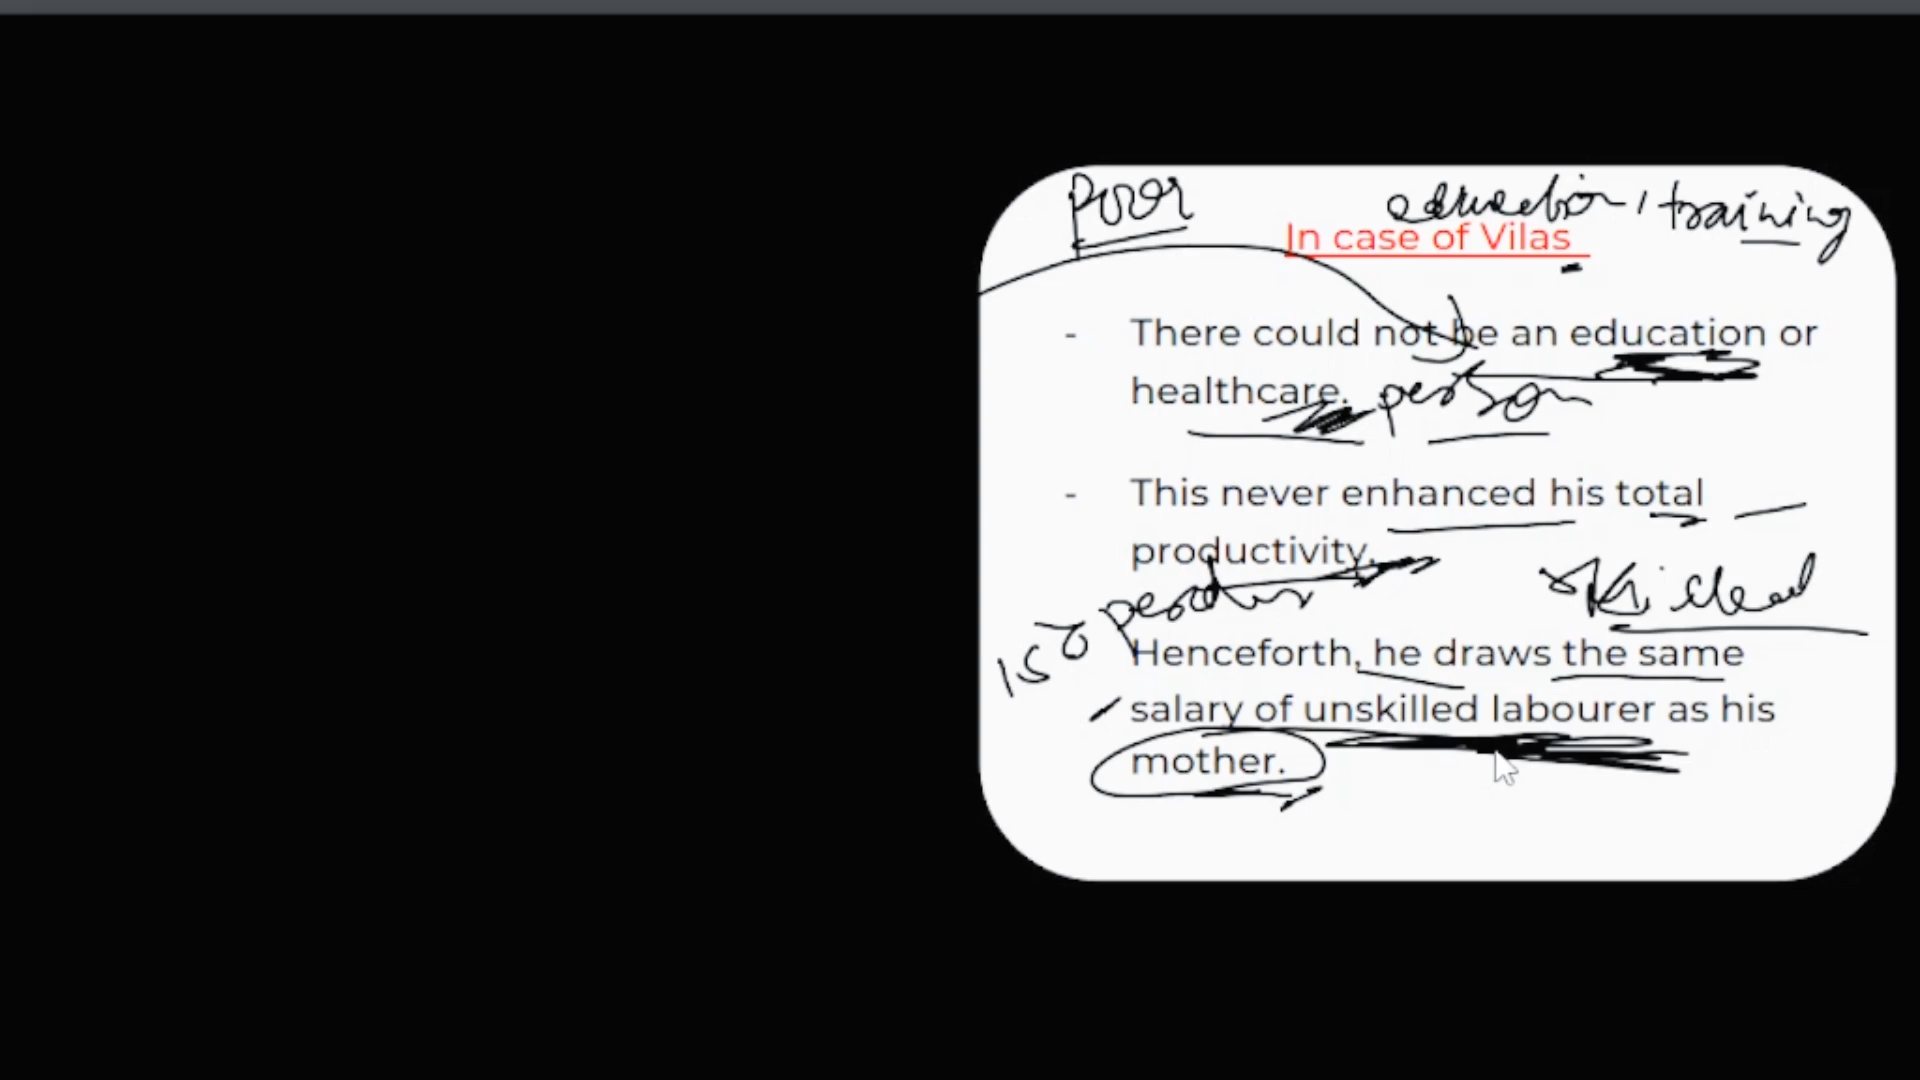 Poor
education, training
In case of Vilas
- There could not be an education or
healthcare. person
- This never enhanced his total
productivity.
skilled
150
Henceforth, he draws the same
salary of unskilled labourer as his
mother.